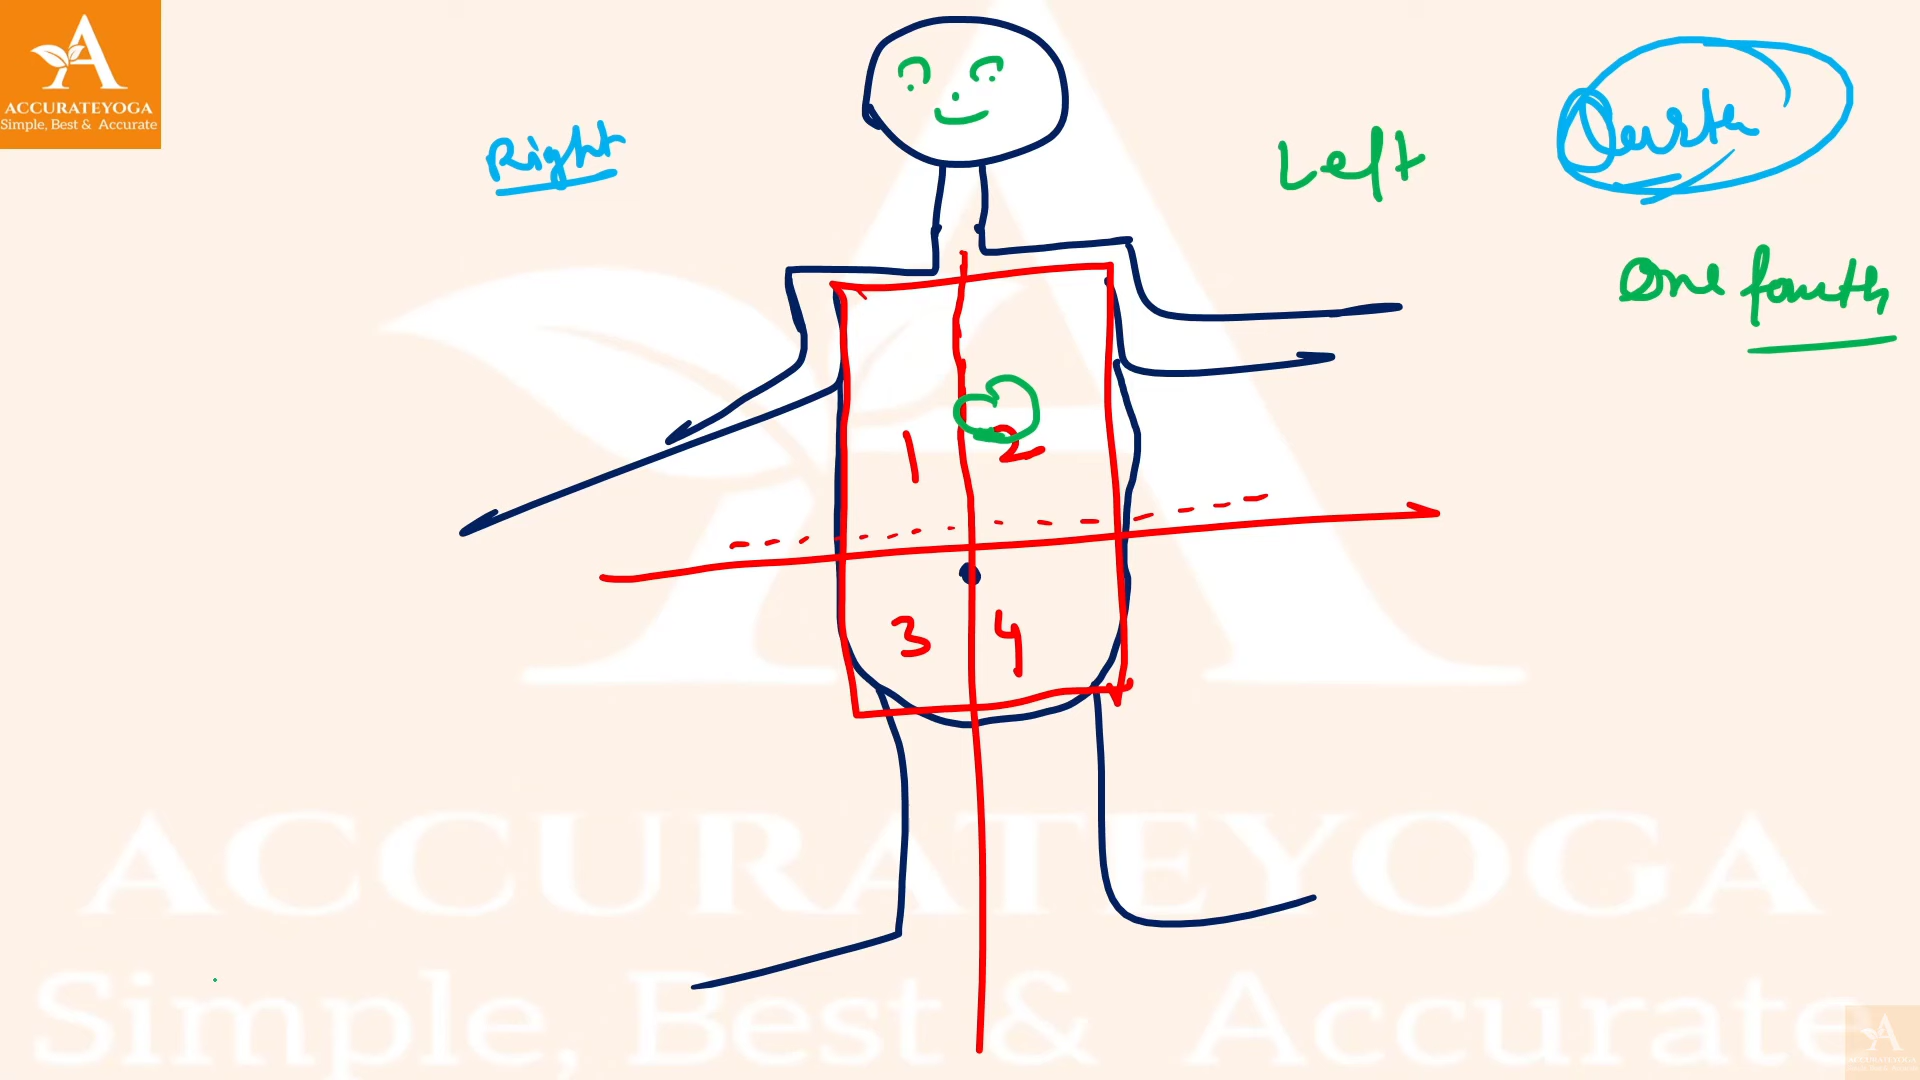 A
ACCURATEYOGA
Simple, Best & Accurate
Right
Left
One fourth
1 2
3 4
ACCURATEYOGA
Simple, Best & Accurate